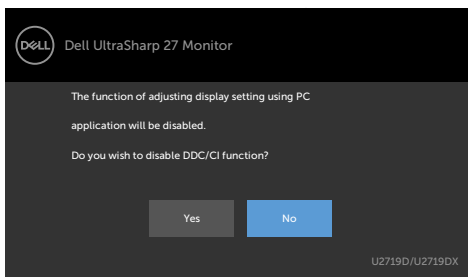 DELL
Dell UltraSharp 27 Monitor
The function of adjusting display setting using PC
application will be disabled.
Do you wish to disable DDC/CI function?
Yes
No
U2719D/U2719DX